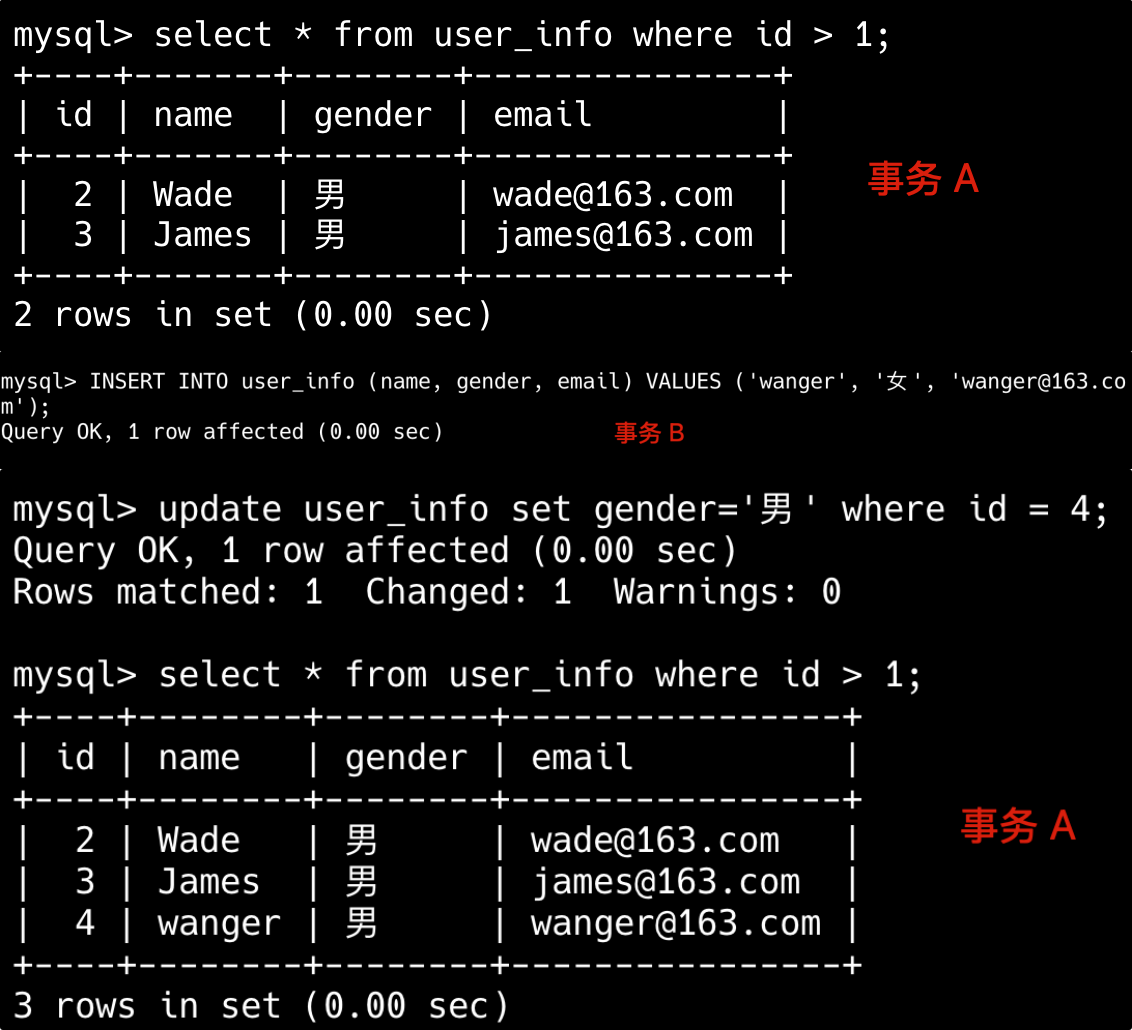 mysql> select * from user_info where id > 1;
+----+-------+--------+---------------+
| id | name  | gender | email         |
+----+-------+--------+---------------+
|  2 | Wade  | 男     | wade@163.com  |
事务 A
|  3 | James | 男     | james@163.com |
+----+-------+--------+---------------+
2 rows in set (0.00 sec)
mysql> INSERT INTO user_info (name, gender, email) VALUES ('wanger', '女', 'wanger@163.co
m');
Query OK, 1 row affected (0.00 sec)
事务 B
mysql> update user_info set gender='男' where id = 4;
Query OK, 1 row affected (0.00 sec)
Rows matched: 1  Changed: 1  Warnings: 0
mysql> select * from user_info where id > 1;
+----+--------+--------+----------------+
| id | name   | gender | email          |
+----+--------+--------+----------------+
|  2 | Wade   | 男     | wade@163.com   |
事务 A
|  3 | James  | 男     | james@163.com  |
|  4 | wanger | 男     | wanger@163.com |
+----+--------+--------+----------------+
3 rows in set (0.00 sec)